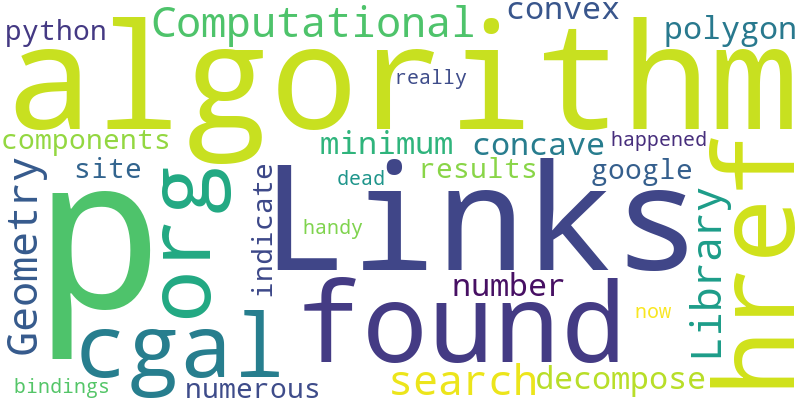 Computational
convex
python
polygon
algorithm
really
components
minimum
concave
happened
site
dead
results
google
Geometry
p
org
indicate
handy
Links
Library
href
cgal
found
number
now
bindings
numerous
search
decompose